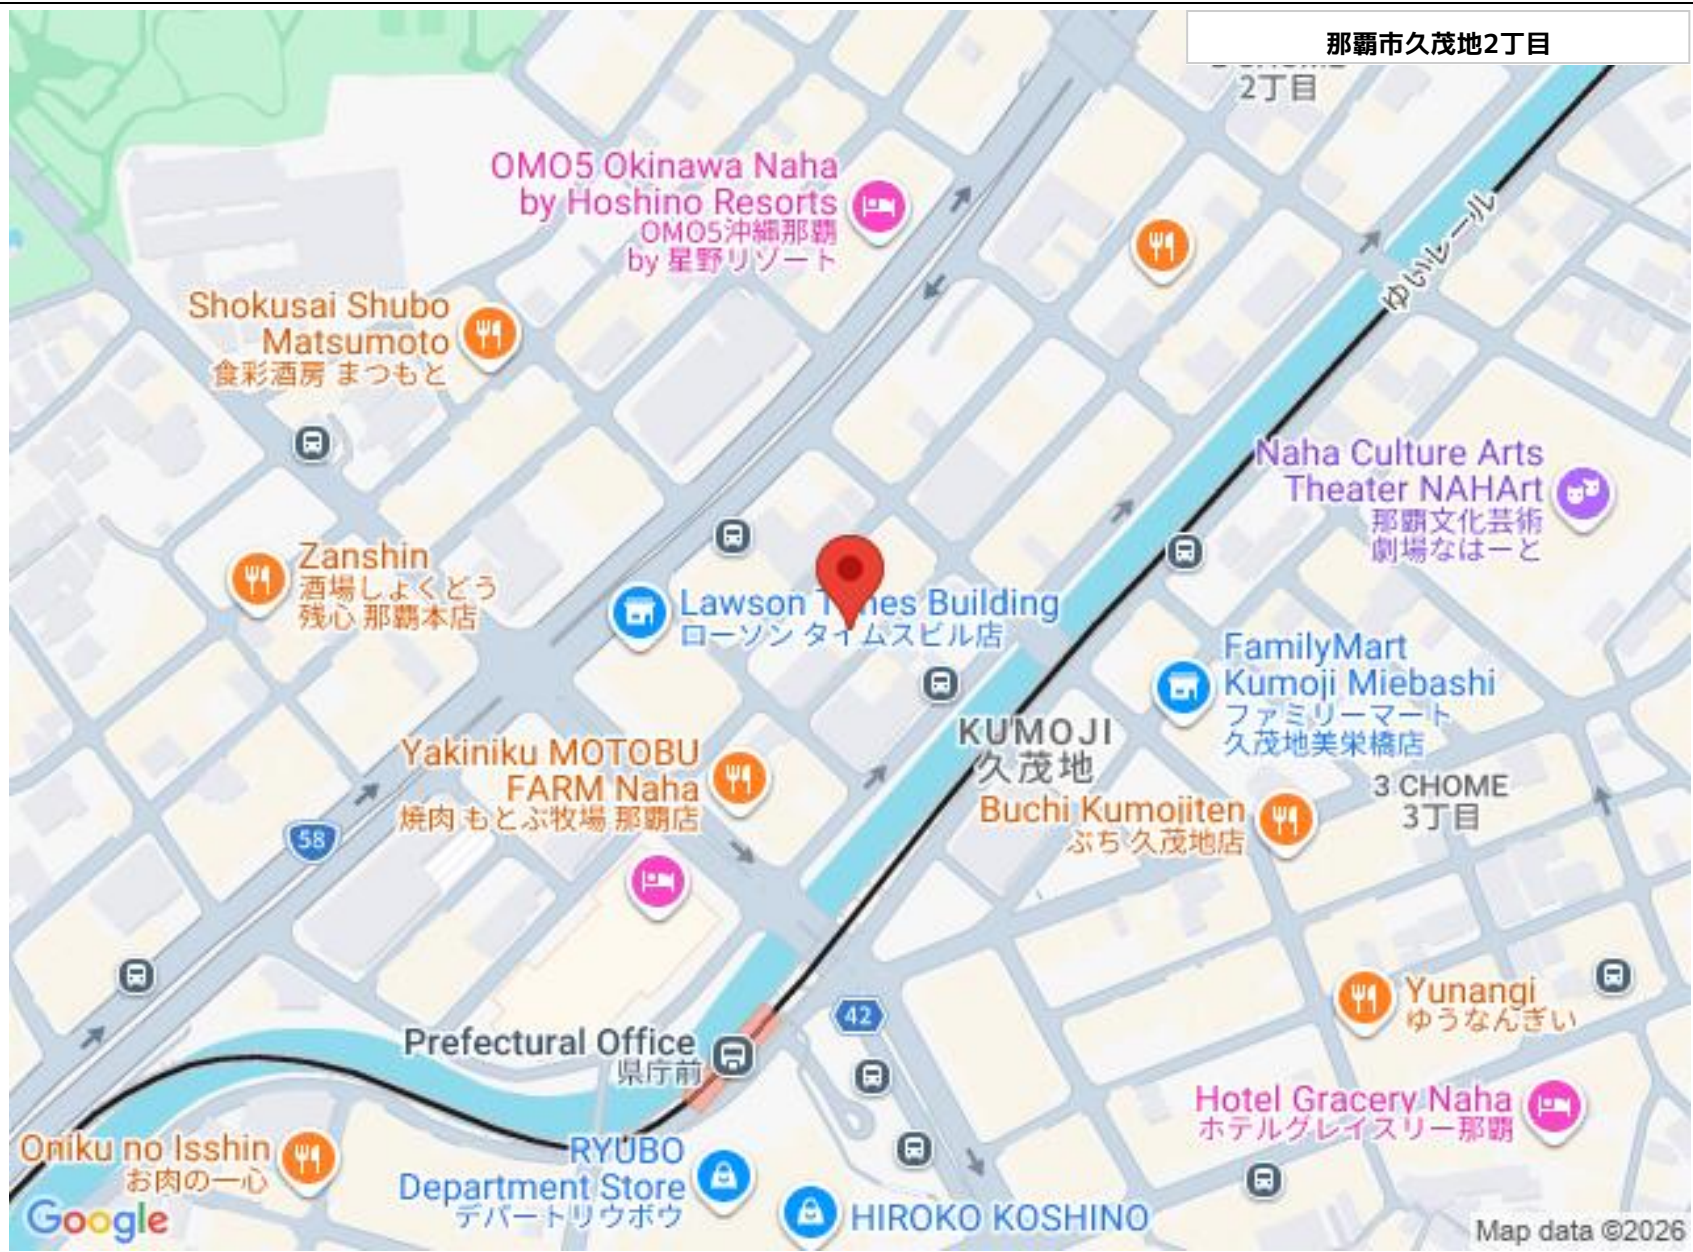 那覇市久茂地2丁目
2丁目
OMO5 Okinawa Naha
by Hoshino Resorts
OMO5沖縄那覇
by 星野リゾート
ゆいレール
Shokusai Shubo
Matsumoto
食彩酒房 まつもと
Naha Culture Arts
Theater NAHArt
那覇文化芸術
劇場なはーと
Zanshin
酒場しょくどう
残心 那覇本店
Lawson Times Building
ローソン タイムスビル店
FamilyMart
Kumoji Miebashi
ファミリーマート
久茂地美栄橋店
KUMOJI
久茂地
Yakiniku MOTOBU
FARM Naha
焼肉 もとぶ牧場 那覇店
3 CHOME
3丁目
Buchi Kumojiten
ぶち 久茂地店
58
Yunangi
ゆうなんぎい
42
Prefectural Office
県庁前
Hotel Gracery Naha
ホテルグレイスリー那覇
Oniku no Isshin
お肉の一心
RYUBO
Department Store
デパートリウボウ
HIROKO KOSHINO
Google
Map data ©2026